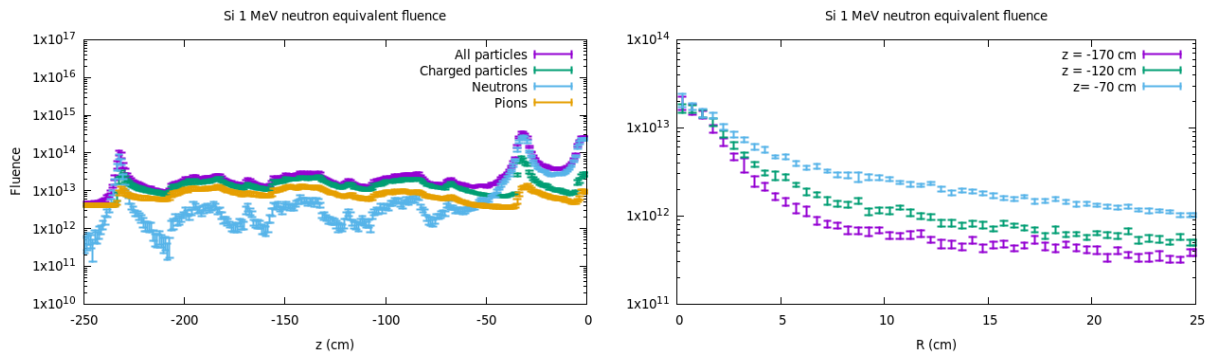 Si 1 MeV neutron equivalent fluence
1x10^17
1x10^16
1x10^15
1x10^14
1x10^13
1x10^12
1x10^11
1x10^10
Fluence
All particles
Charged particles
Neutrons
Pions
-250
-200
-150
-100
-50
0
z (cm)
Si 1 MeV neutron equivalent fluence
1x10^14
1x10^13
1x10^12
1x10^11
z = -170 cm
z = -120 cm
z= -70 cm
0
5
10
15
20
25
R (cm)